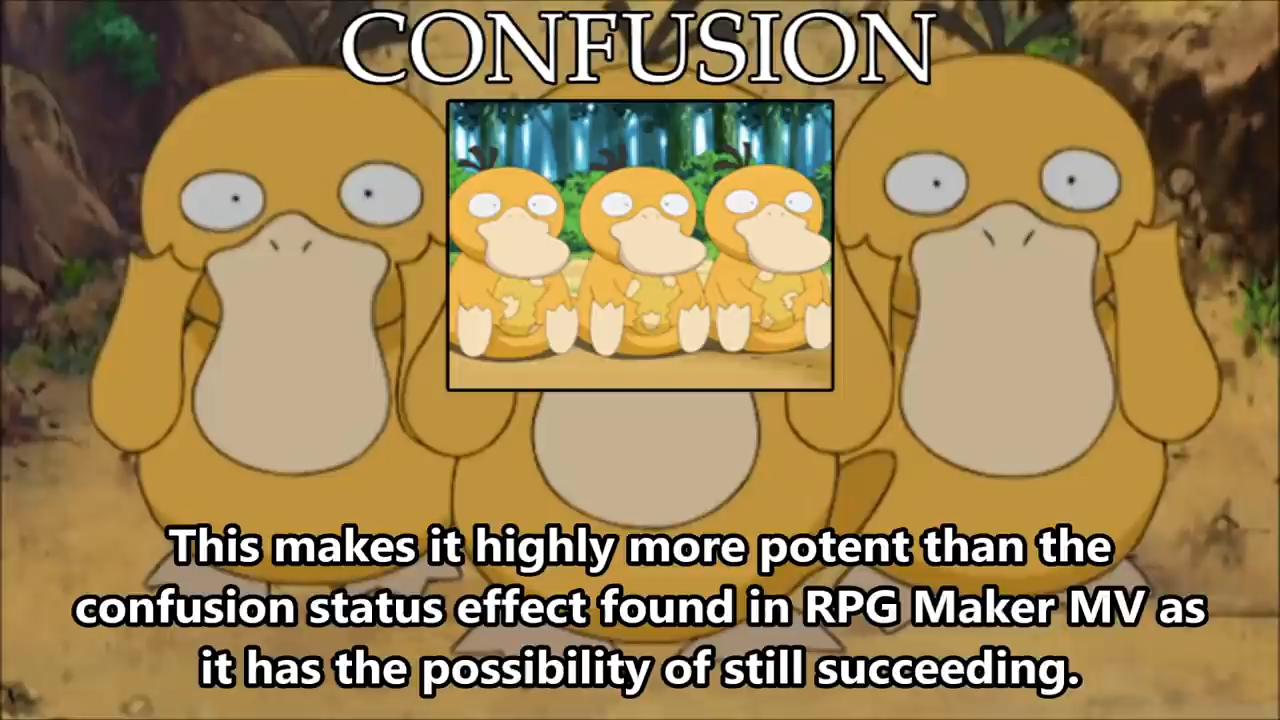 CONFUSION
This makes it highly more potent than the
confusion status effect found in RPG Maker MV as
it has the possibility of still succeeding.